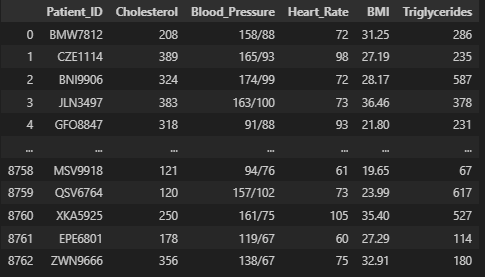 Patient_ID Cholesterol Blood_Pressure Heart_Rate BMI Triglycerides
0 BMW7812 208 158/88 72 31.25 286
1 CZE1114 389 165/93 98 27.19 235
2 BNI9906 324 174/99 72 28.17 587
3 JLN3497 383 163/100 73 36.46 378
4 GFO8847 318 91/88 93 21.80 231
... ... ... ... ... ... ...
8758 MSV9918 121 94/76 61 19.65 67
8759 QSV6764 120 157/102 73 23.99 617
8760 XKA5925 250 161/75 105 35.40 527
8761 EPE6801 178 119/67 60 27.29 114
8762 ZWN9666 356 138/67 75 32.91 180